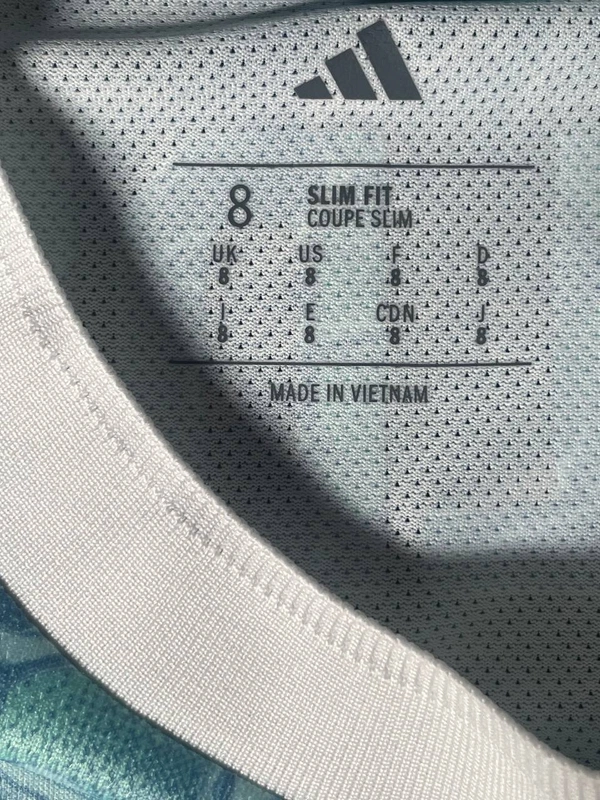 8 SLIM FIT
COUPE SLIM
UK US F D
8 8 8 8
I E CDN J
8 8 8 8
MADE IN VIETNAM